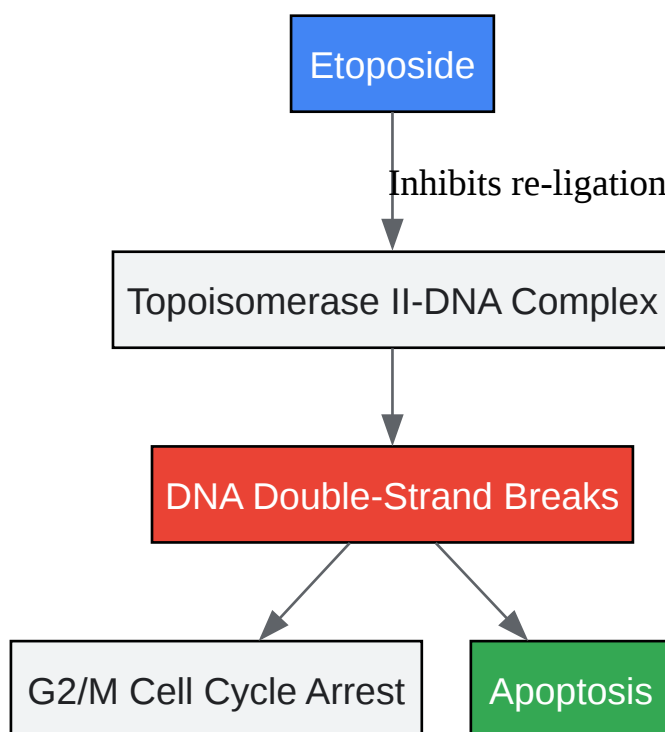 Etoposide
Inhibits re-ligation
Topoisomerase II-DNA Complex
DNA Double-Strand Breaks
G2/M Cell Cycle Arrest
Apoptosis